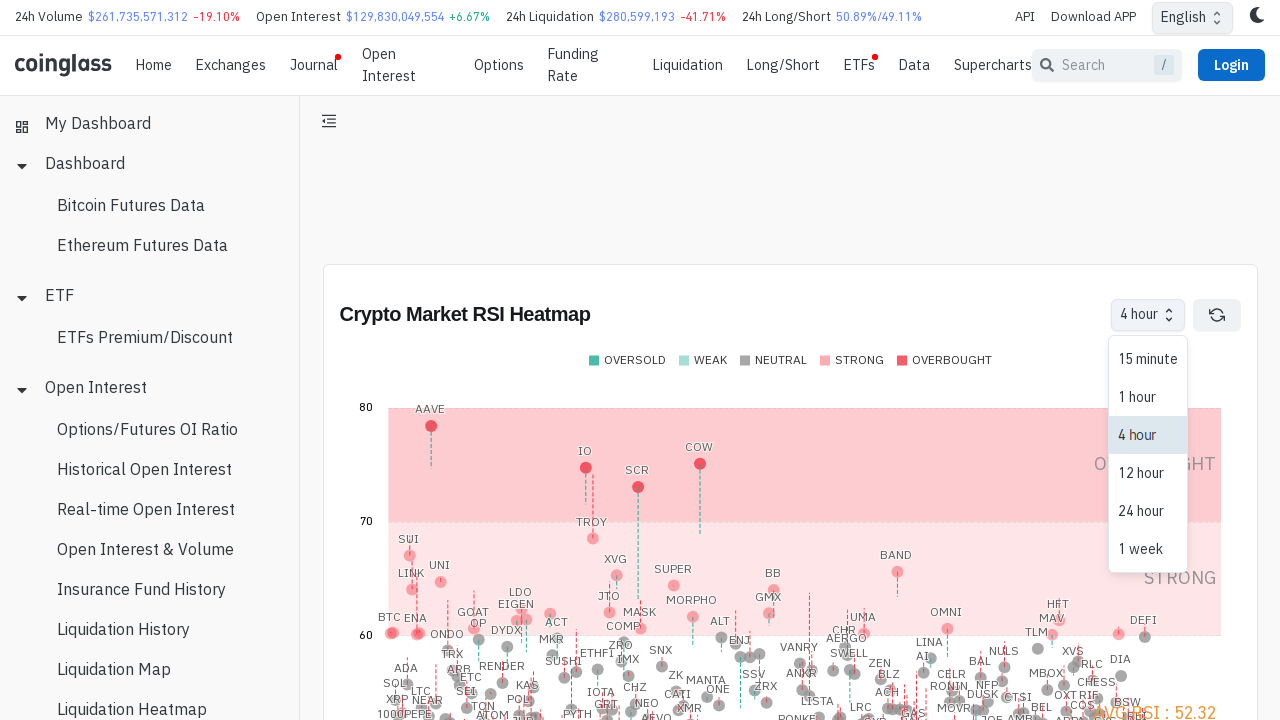 24h Volume $261,735,571,312 -19.10% Open Interest $129,830,049,554 +6.67% 24h Liquidation $280,599,193 -41.71% 24h Long/Short 50.89%/49.11% API Download APP English
coinglass Home Exchanges Journal Open Interest Options Funding Rate Liquidation Long/Short ETFs Data Supercharts Search / Login
My Dashboard
Dashboard
Bitcoin Futures Data
Ethereum Futures Data
ETF
ETFs Premium/Discount
Open Interest
Options/Futures OI Ratio
Historical Open Interest
Real-time Open Interest
Open Interest & Volume
Insurance Fund History
Liquidation History
Liquidation Map
Liquidation Heatmap
Crypto Market RSI Heatmap
4 hour
15 minute
1 hour
4 hour
12 hour
24 hour
1 week
OVERSOLD WEAK NEUTRAL STRONG OVERBOUGHT
80
AAVE
IO COW
SCR
70
TROY
STRONG
SUI
XVG BAND
LINK UNI SUPER BB
LDO JTO MORPHO GMX
EIGEN HFT
BTC ENA GOAT ACT MASK ALT UMA OMNI MAV DEFI
60
OP DYDX COMP CHR TLM
ONDO MKR ZRO ENJ AERGO LINA
TRX SUSHI ETHFI IMX SNX VANRY SWELL AI BAL NULS XVS DIA
ADA ARR RENDER SSV ANKR ZEN CELR MBOX RLC
SOL ETC KAS CHZ ZK MANTA ZRX BLZ RONIN NFP CHESS
XRP LTC SEI POL IOTA CATI ONE LISTA ACH DUSK CTSI OXT RIF
NEAR TON GRT NEO XMR LRC MOVR BEL COS BSW
1000PEPE ATOM PYTH AEVO GAS
AVG RSI : 52.32